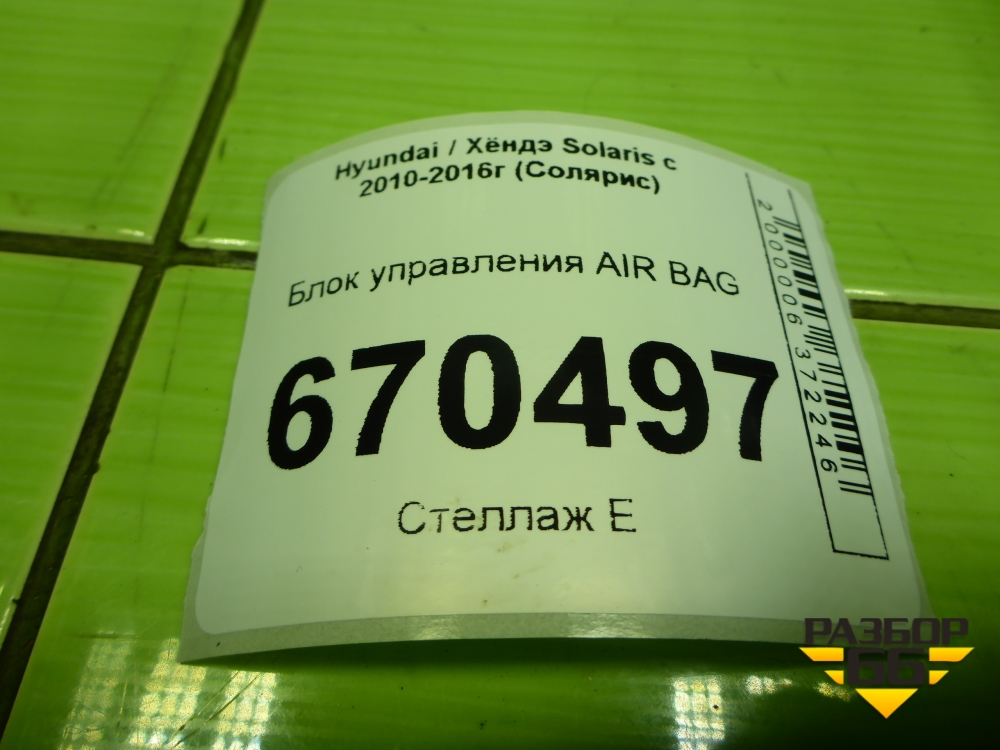 Hyundai / Хёндэ Solaris с
2010-2016г (Солярис)
Блок управления AIR BAG
670497
Стеллаж Е
2000006372246
РАЗБОР
66